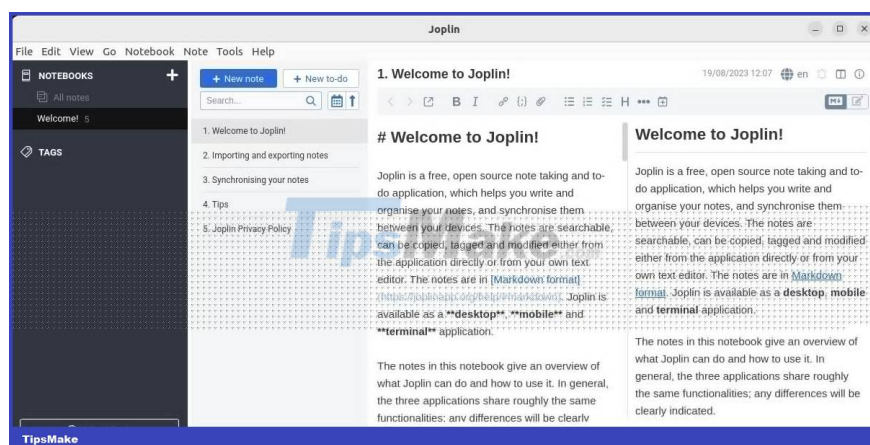 Joplin
File Edit View Go Notebook Note Tools Help
NOTEBOOKS
All notes
Welcome! 5
TAGS
+ New note
+ New to-do
Search...
1. Welcome to Joplin!
2. Importing and exporting notes
3. Synchronising your notes
4. Tips
5. Joplin Privacy Policy
1. Welcome to Joplin!
19/08/2023 12:07
en
B I
H
M
# Welcome to Joplin!
Joplin is a free, open source note taking and to-
do application, which helps you write and
organise your notes, and synchronise them
between your devices. The notes are searchable,
can be copied, tagged and modified either from
the application directly or from your own text
editor. The notes are in [Markdown format]
(https://joplinapp.org/help/#markdown). Joplin is
available as a **desktop**, **mobile** and
**terminal** application.
The notes in this notebook give an overview of
what Joplin can do and how to use it. In general,
the three applications share roughly the same
functionalities; any differences will be clearly
Welcome to Joplin!
Joplin is a free, open source note taking and to-
do application, which helps you write and
organise your notes, and synchronise them
between your devices. The notes are
searchable, can be copied, tagged and modified
either from the application directly or from your
own text editor. The notes are in Markdown
format. Joplin is available as a desktop, mobile
and terminal application.
The notes in this notebook give an overview of
what Joplin can do and how to use it. In
general, the three applications share roughly
the same functionalities; any differences will be
clearly indicated.
TipsMake
TipsMake